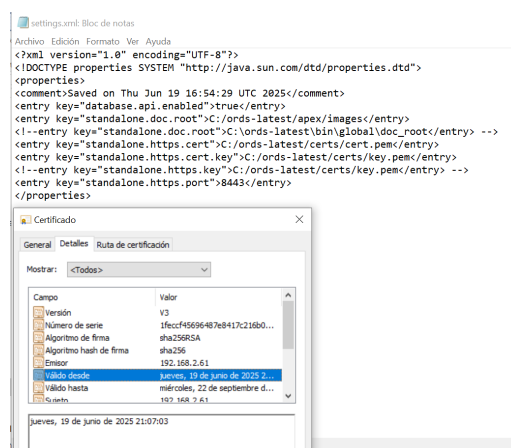 settings.xml: Bloc de notas
Archivo Edición Formato Ver Ayuda
<?xml version="1.0" encoding="UTF-8"?>
<!DOCTYPE properties SYSTEM "http://java.sun.com/dtd/properties.dtd">
<properties>
<comment>Saved on Thu Jun 19 16:54:29 UTC 2025</comment>
<entry key="database.api.enabled">true</entry>
<entry key="standalone.doc.root">C:/ords-latest/apex/images</entry>
<!--entry key="standalone.doc.root">C:\ords-latest\bin\global\doc_root</entry> -->
<entry key="standalone.https.cert">C:/ords-latest/certs/cert.pem</entry>
<entry key="standalone.https.cert.key">C:/ords-latest/certs/key.pem</entry>
<!--entry key="standalone.https.key">C:/ords-latest/certs/key.pem</entry> -->
<entry key="standalone.https.port">8443</entry>
</properties>
Certificado
General Detalles Ruta de certificación
Mostrar: <Todos>
Campo Valor
Versión V3
Número de serie 1feccf45696487e8417c216b0...
Algoritmo de firma sha256RSA
Algoritmo hash de firma sha256
Emisor 192.168.2.61
Válido desde jueves, 19 de junio de 2025 2...
Válido hasta miércoles, 22 de septiembre d...
Sujeto 192.168.2.61
jueves, 19 de junio de 2025 21:07:03